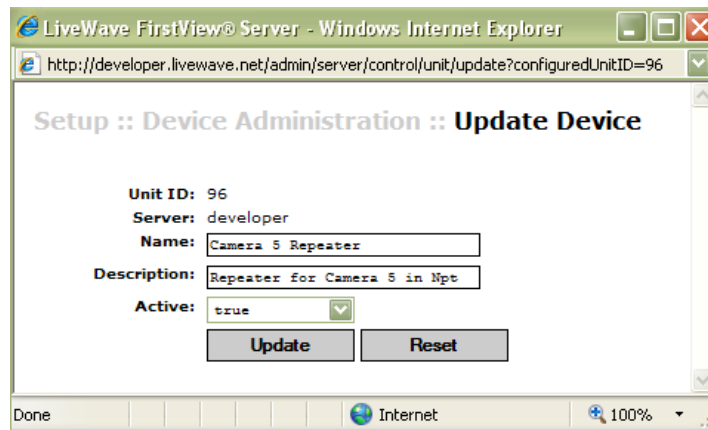 LiveWave FirstView® Server - Windows Internet Explorer
http://developer.livewave.net/admin/server/control/unit/update?configuredUnitID=96
Setup :: Device Administration :: Update Device
Unit ID: 96
Server: developer
Name: Camera 5 Repeater
Description: Repeater for Camera 5 in Npt
Active: true
Update Reset
Done Internet 100%